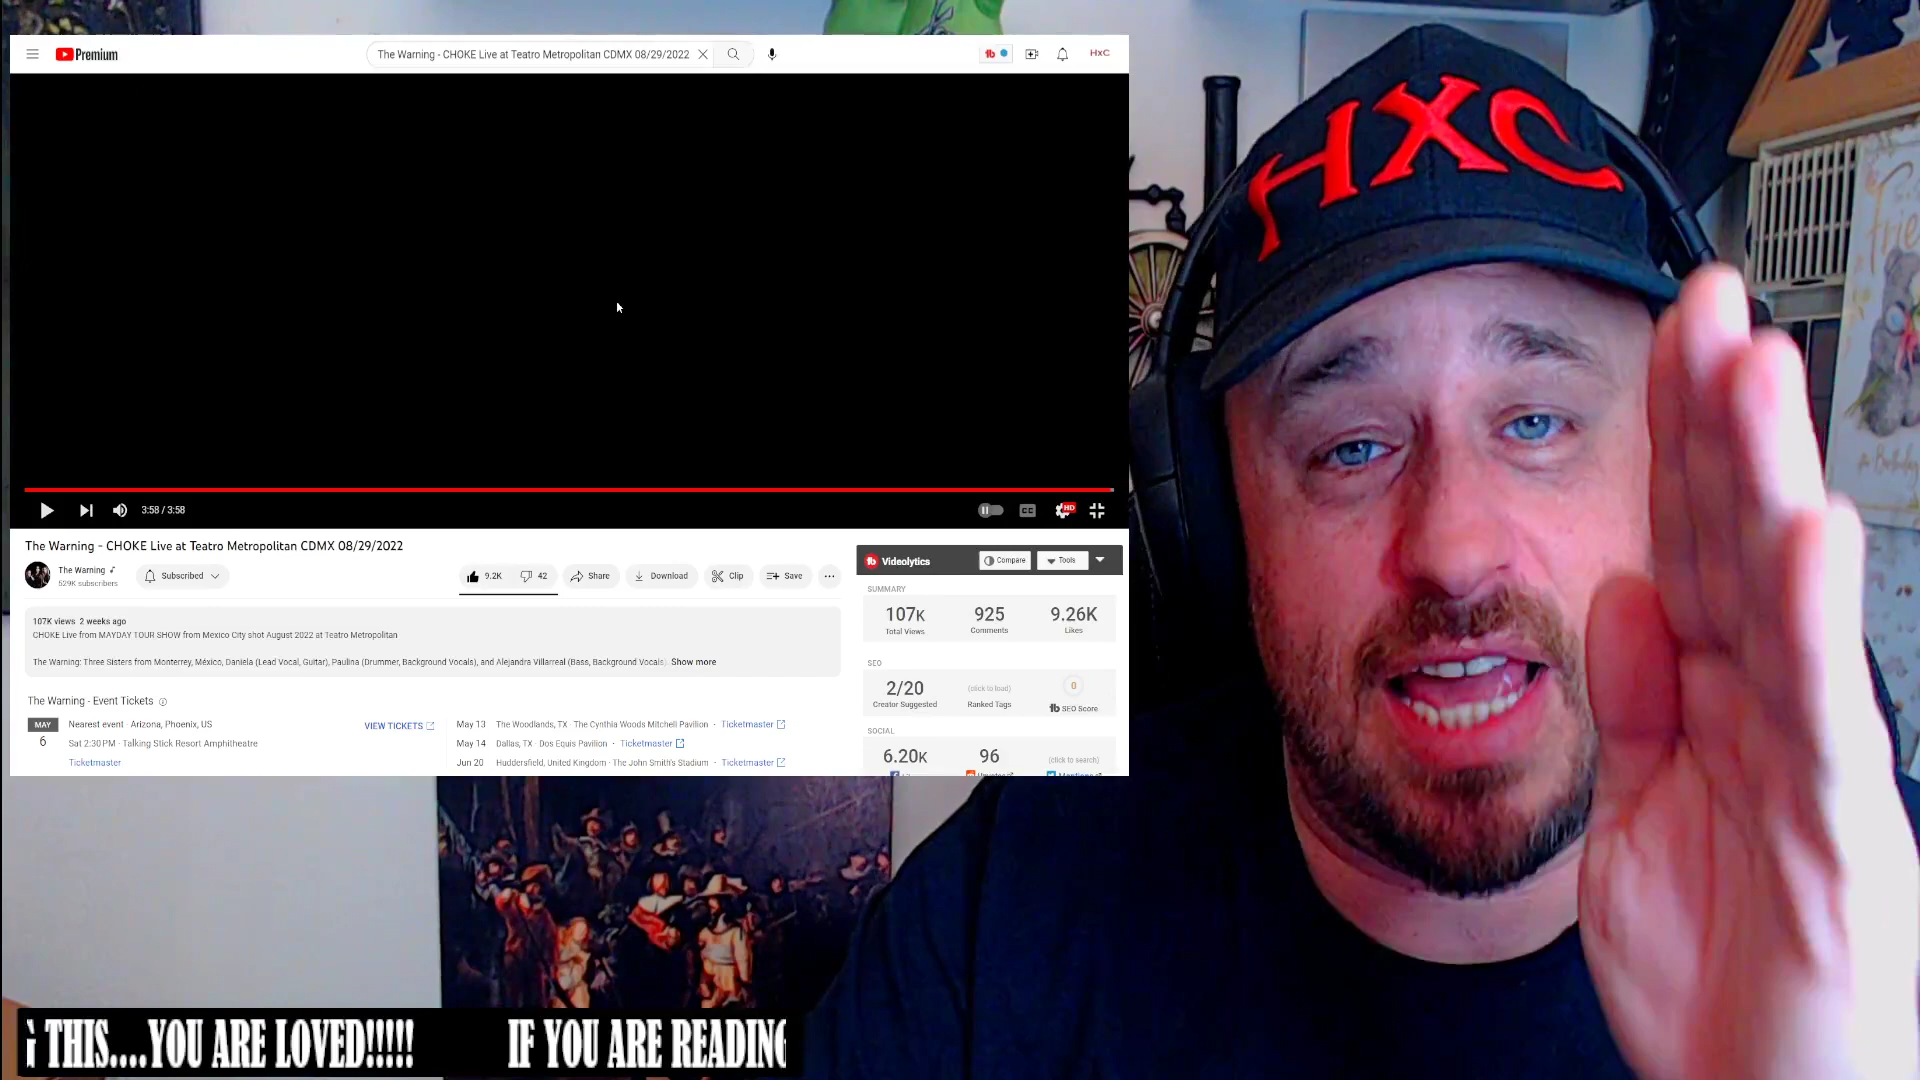 Premium
The Warning - CHOKE Live at Teatro Metropolitan CDMX 08/29/2022
HxC
HXC
3:58 / 3:58
CC
HD
The Warning - CHOKE Live at Teatro Metropolitan CDMX 08/29/2022
The Warning
529K subscribers
Subscribed
9.2K
42
Share
Download
Clip
Save
107K views 2 weeks ago
CHOKE Live from MAYDAY TOUR SHOW from Mexico City shot August 2022 at Teatro Metropolitan
The Warning: Three Sisters from Monterrey, México, Daniela (Lead Vocal, Guitar), Paulina (Drummer, Background Vocals), and Alejandra Villarreal (Bass, Background Vocals). Show more
The Warning - Event Tickets
MAY
6
Nearest event · Arizona, Phoenix, US
Sat 2:30 PM · Talking Stick Resort Amphitheatre
Ticketmaster
VIEW TICKETS
May 13 The Woodlands, TX · The Cynthia Woods Mitchell Pavilion · Ticketmaster
May 14 Dallas, TX · Dos Equis Pavilion · Ticketmaster
Jun 20 Huddersfield, United Kingdom · The John Smith's Stadium · Ticketmaster
tb Videolytics
Compare
Tools
SUMMARY
107K
Total Views
925
Comments
9.26K
Likes
SEO
2/20
Creator Suggested
(click to load)
Ranked Tags
0
tb SEO Score
SOCIAL
6.20K
96
(click to search)
THIS....YOU ARE LOVED!!!!!
IF YOU ARE READING